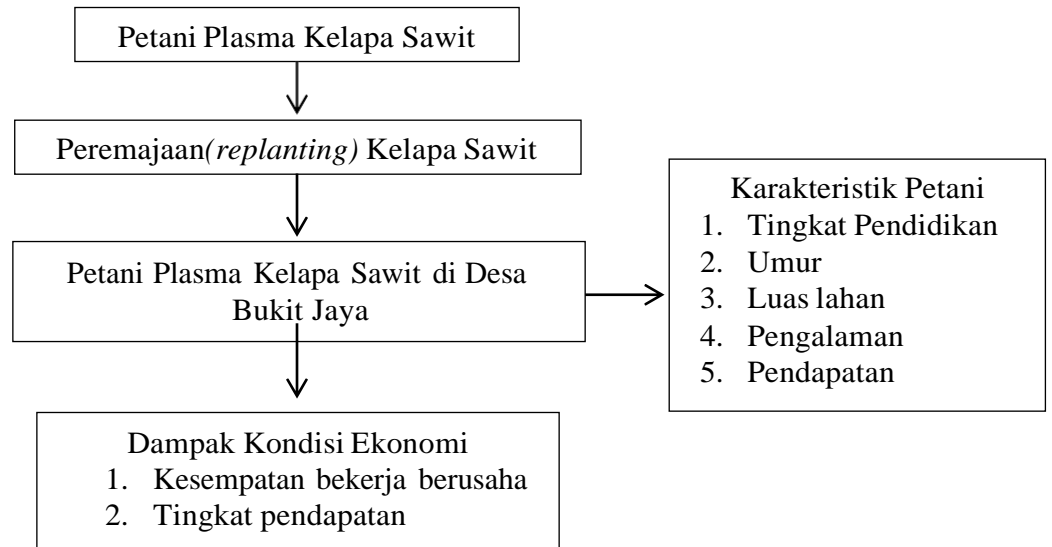 Petani Plasma Kelapa Sawit
Peremajaan(replanting) Kelapa Sawit
Petani Plasma Kelapa Sawit di Desa
Bukit Jaya
Karakteristik Petani
1. Tingkat Pendidikan
2. Umur
3. Luas lahan
4. Pengalaman
5. Pendapatan
Dampak Kondisi Ekonomi
1. Kesempatan bekerja berusaha
2. Tingkat pendapatan